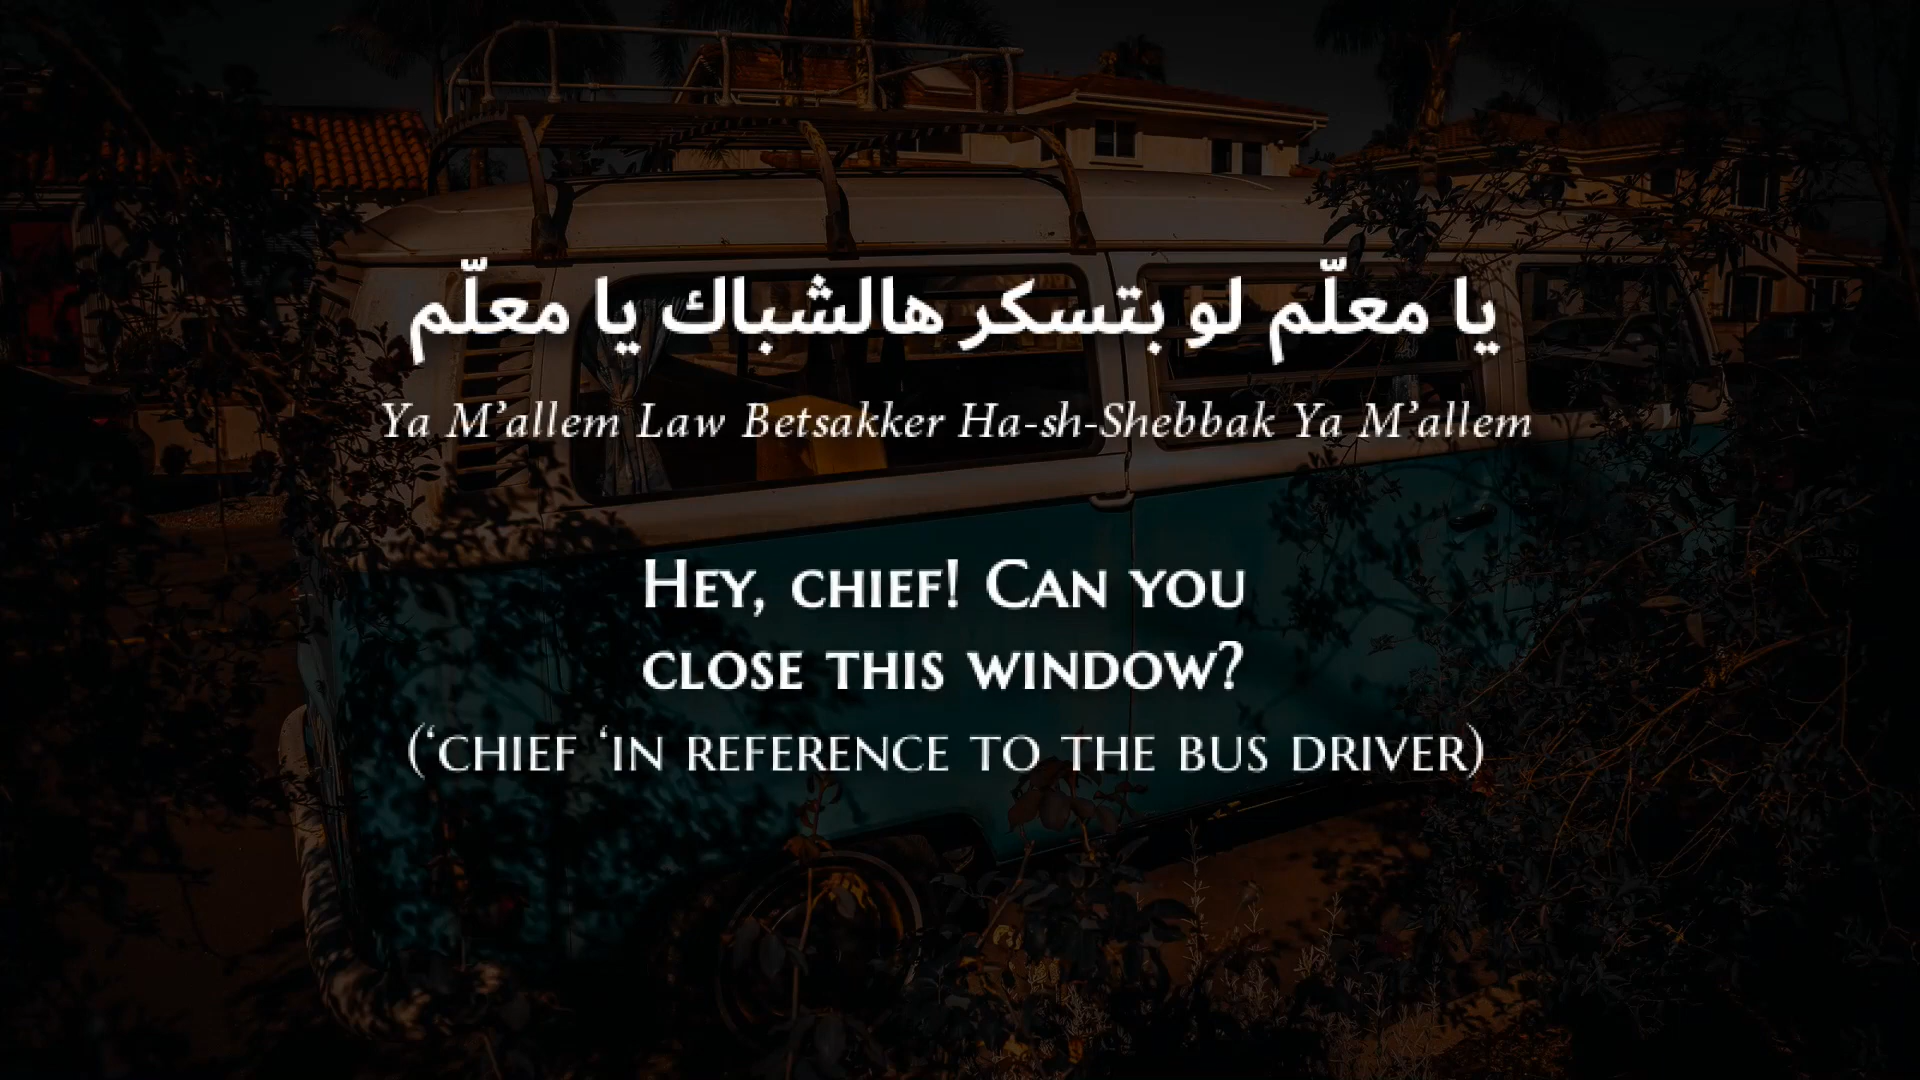 يا معلّم لو بتسكر هالشباك يا معلّم
Ya M’allem Law Betsakker Ha-sh-Shebbak Ya M’allem
Hey, chief! Can you
close this window?
(‘chief ‘in reference to the bus driver)